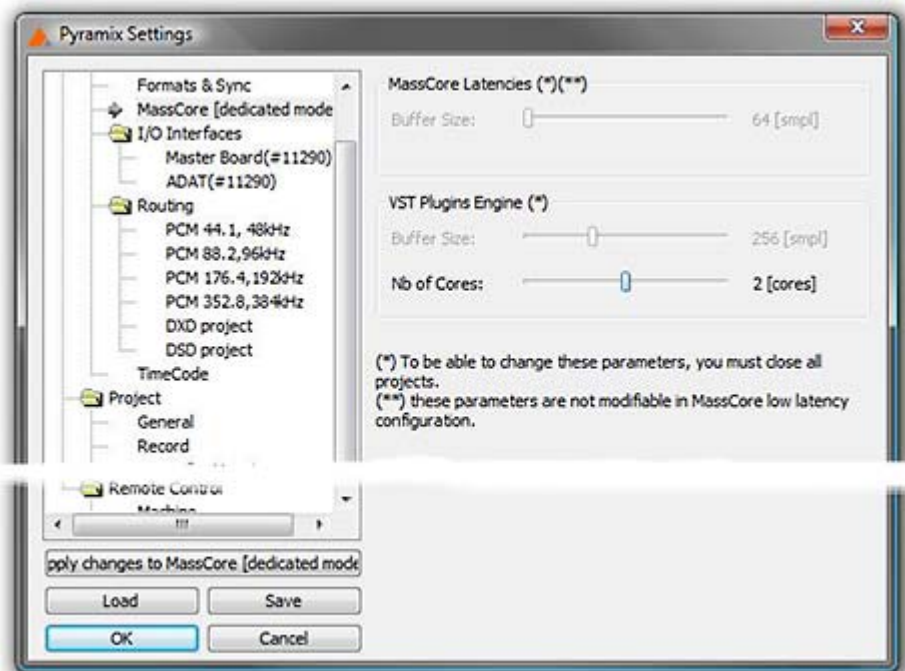 Pyramix Settings
Formats & Sync
MassCore [dedicated mode
I/O Interfaces
Master Board(#11290)
ADAT(#11290)
Routing
PCM 44.1, 48kHz
PCM 88.2,96kHz
PCM 176.4,192kHz
PCM 352.8,384kHz
DXD project
DSD project
TimeCode
Project
General
Record
Remote Control
Machine
pply changes to MassCore [dedicated mode
Load
Save
OK
Cancel
MassCore Latencies (*)(**)
Buffer Size:
64 [smpl]
VST Plugins Engine (*)
Buffer Size:
256 [smpl]
Nb of Cores:
2 [cores]
(*) To be able to change these parameters, you must close all
projects.
(**) these parameters are not modifiable in MassCore low latency
configuration.